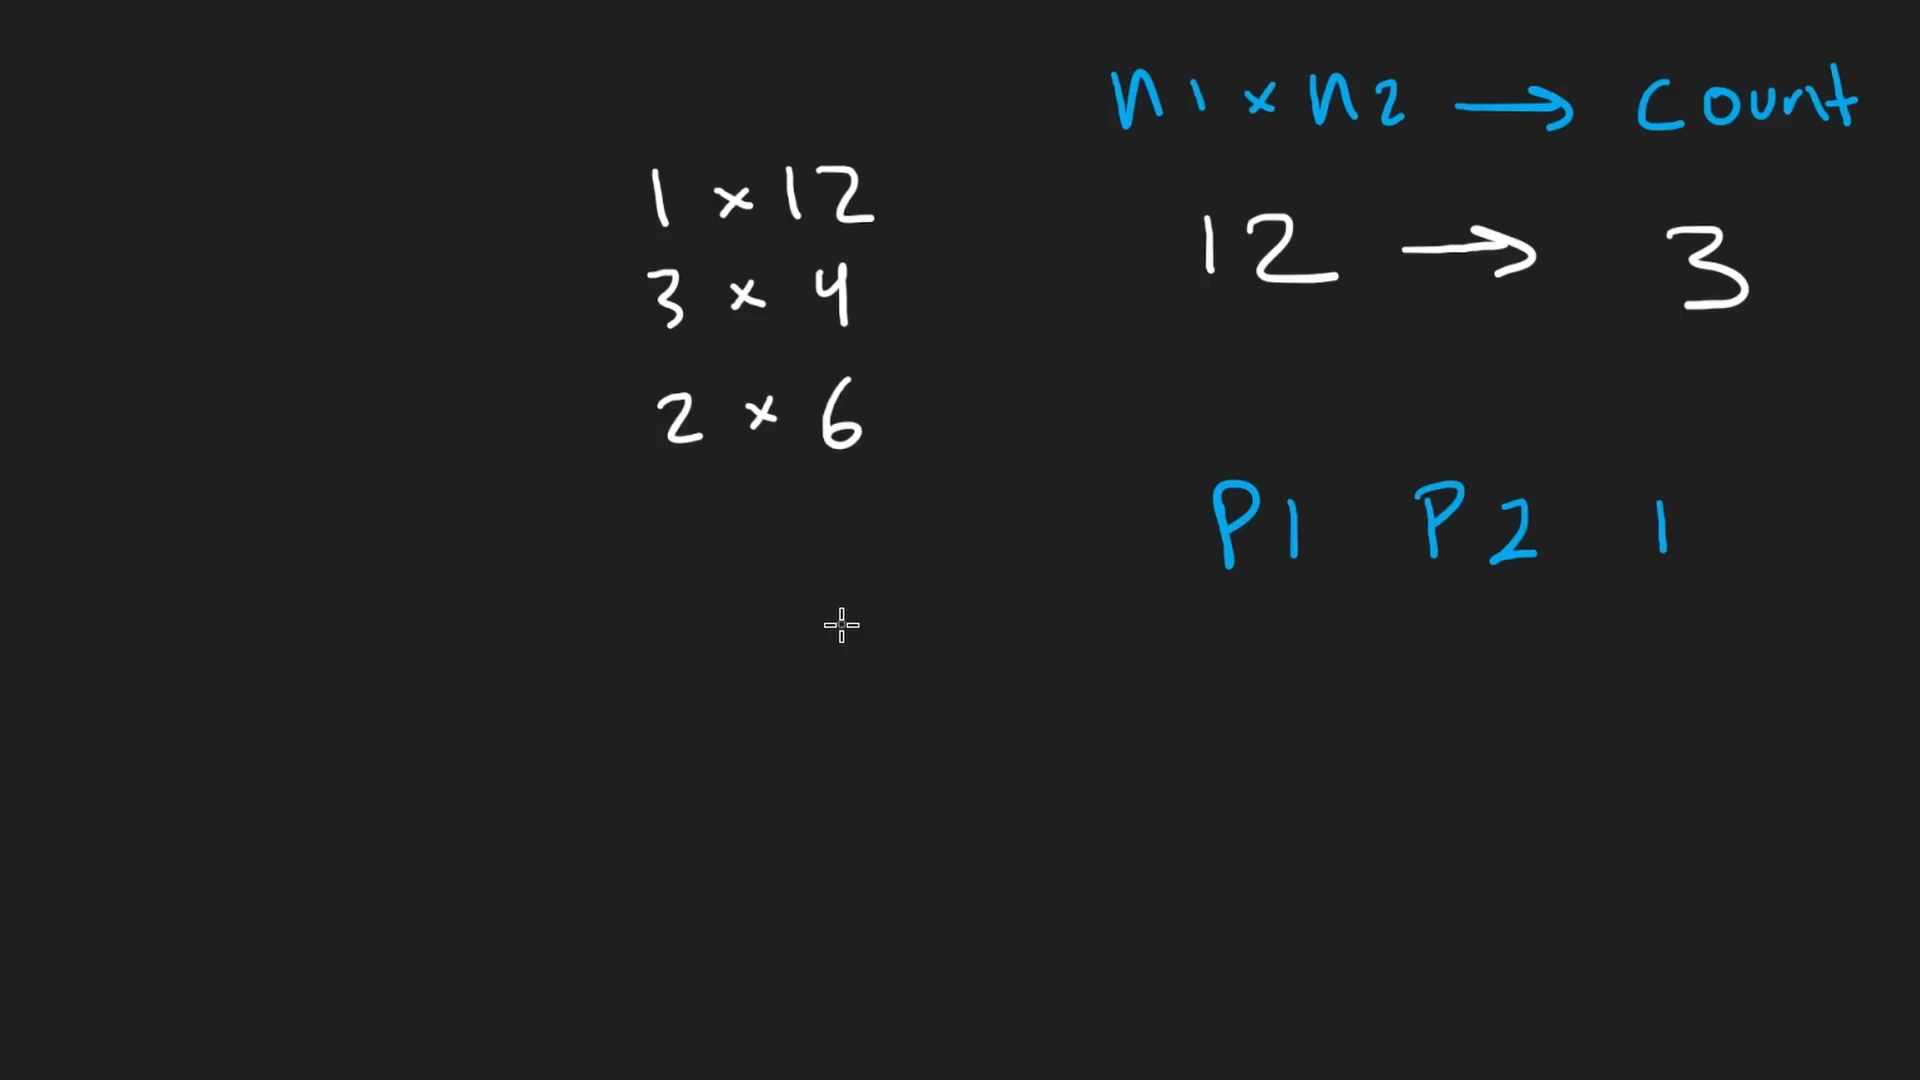 n1 × n2 → Count
1 × 12
12 → 3
3 × 4
2 × 6
P1 P2 1